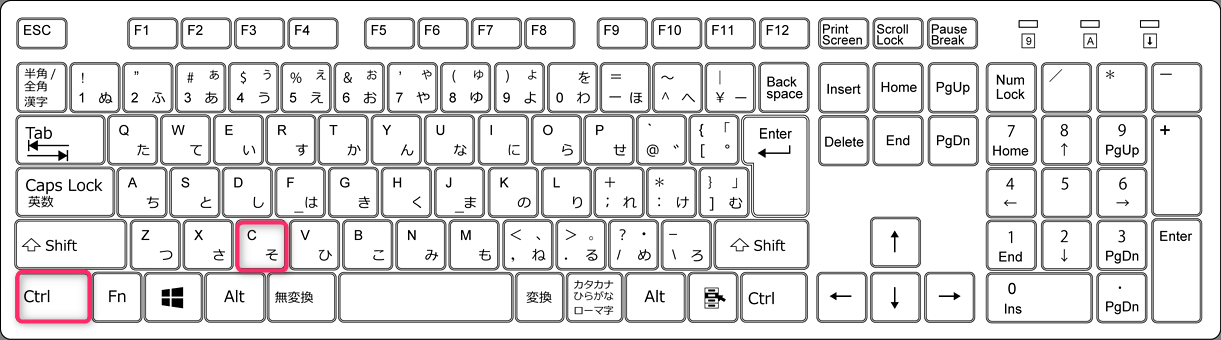 ESC F1 F2 F3 F4 F5 F6 F7 F8 F9 F10 F11 F12 Print Scroll Pause
Screen Lock Break
9 A ⬇
半角/ ! " # ぁ $ ぅ % ぇ & ぉ ' ゃ ( ゅ ) ょ を = ~ | Back Insert Home PgUp Num / * −
全角
漢字 1 ぬ 2 ふ 3 あ 4 う 5 え 6 お 7 や 8 ゆ 9 よ 0 わ ー ほ ^ へ ¥ ー space Lock
Tab Q W E R T Y U I O P ` { 「 Enter Delete End PgDn 7 8 9 +
た て い す か ん な に ら せ @ ゛ [ ° Home ↑ PgUp
Caps Lock A S D F G H J K L + * } 」 4 5 6
英数 ち と し _は き く _ま の り ; れ : け ] む ← →
⇧ Shift Z X C V B N M < 、 > 。 ? ・ _ ⇧ Shift ↑ 1 2 3 Enter
つ さ そ ひ こ み も , ね . る / め \ ろ End ↓ PgDn
Ctrl Fn Alt 無変換 変換 カタカナ Alt Ctrl ← ↓ → 0 .
ひらがな
ローマ字 Ins PgDn